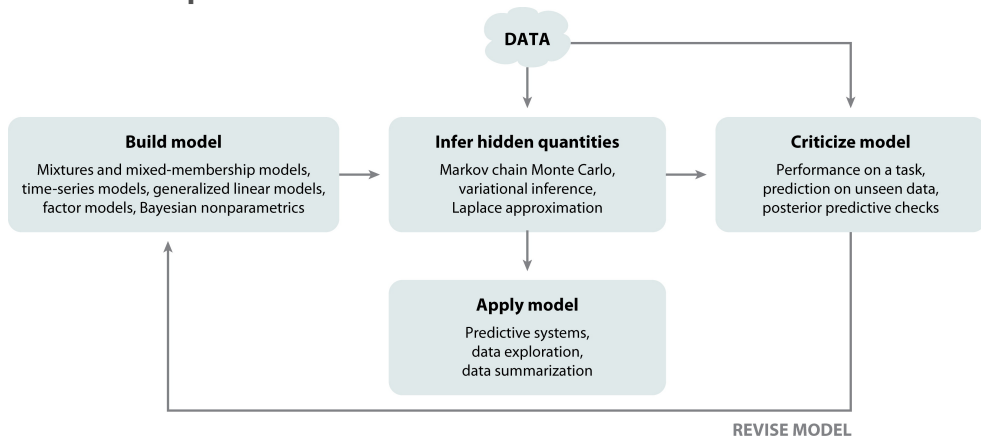 DATA
Build model
Mixtures and mixed-membership models,
time-series models, generalized linear models,
factor models, Bayesian nonparametrics
Infer hidden quantities
Markov chain Monte Carlo,
variational inference,
Laplace approximation
Criticize model
Performance on a task,
prediction on unseen data,
posterior predictive checks
Apply model
Predictive systems,
data exploration,
data summarization
REVISE MODEL